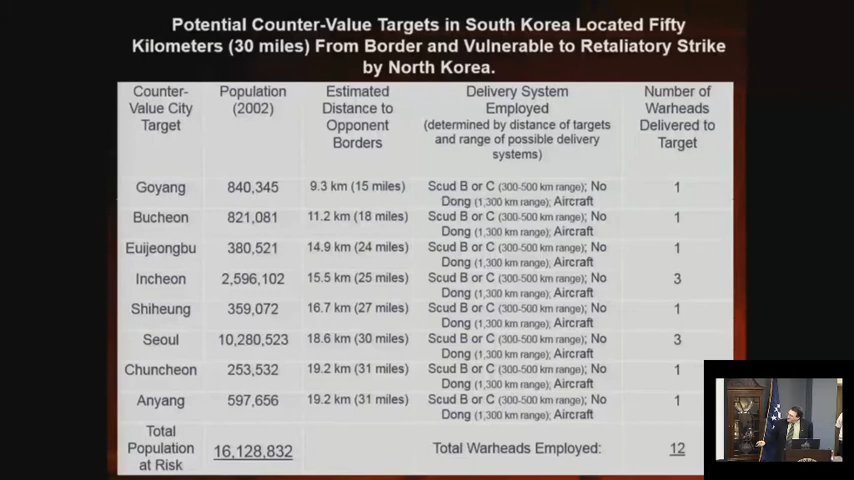 Potential Counter-Value Targets in South Korea Located Fifty
Kilometers (30 miles) From Border and Vulnerable to Retaliatory Strike
by North Korea.
Counter-Value City Target | Population (2002) | Estimated Distance to Opponent Borders | Delivery System Employed (determined by distance of targets and range of possible delivery systems) | Number of Warheads Delivered to Target
Goyang | 840,345 | 9.3 km (15 miles) | Scud B or C (300-500 km range); No Dong (1,300 km range); Aircraft | 1
Bucheon | 821,081 | 11.2 km (18 miles) | Scud B or C (300-500 km range); No Dong (1,300 km range); Aircraft | 1
Euijeongbu | 380,521 | 14.9 km (24 miles) | Scud B or C (300-500 km range); No Dong (1,300 km range); Aircraft | 1
Incheon | 2,596,102 | 15.5 km (25 miles) | Scud B or C (300-500 km range); No Dong (1,300 km range); Aircraft | 3
Shiheung | 359,072 | 16.7 km (27 miles) | Scud B or C (300-500 km range); No Dong (1,300 km range); Aircraft | 1
Seoul | 10,280,523 | 18.6 km (30 miles) | Scud B or C (300-500 km range); No Dong (1,300 km range); Aircraft | 3
Chuncheon | 253,532 | 19.2 km (31 miles) | Scud B or C (300-500 km range); No Dong (1,300 km range); Aircraft | 1
Anyang | 597,656 | 19.2 km (31 miles) | Scud B or C (300-500 km range); No Dong (1,300 km range); Aircraft | 1
Total Population at Risk | 16,128,832 | | Total Warheads Employed: | 12